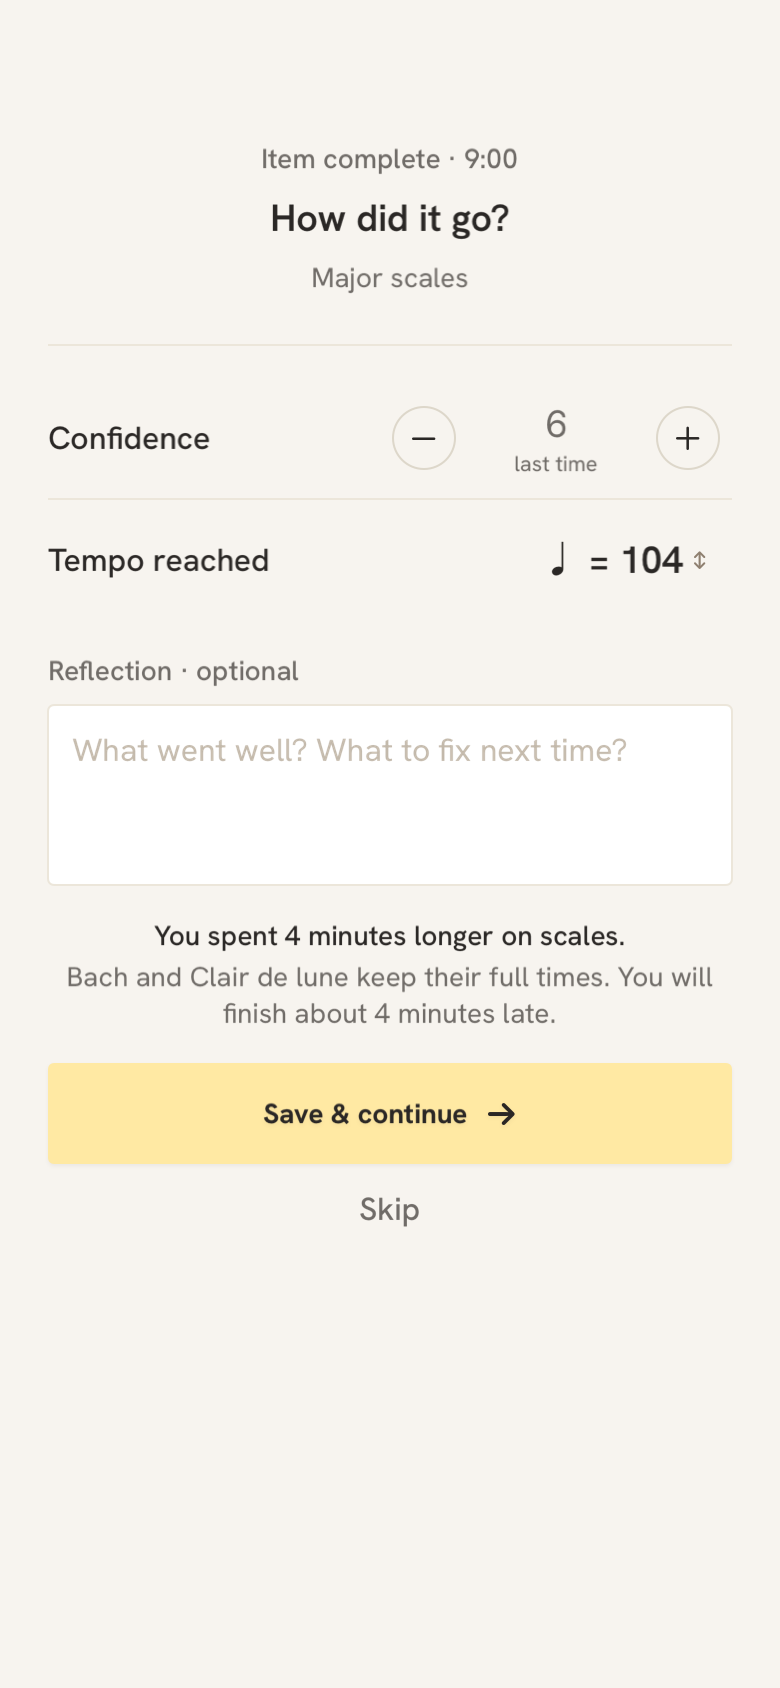 Item complete · 9:00
How did it go?
Major scales
Confidence
6
last time
Tempo reached
♩ = 104
Reflection · optional
What went well? What to fix next time?
You spent 4 minutes longer on scales.
Bach and Clair de lune keep their full times. You will
finish about 4 minutes late.
Save & continue →
Skip